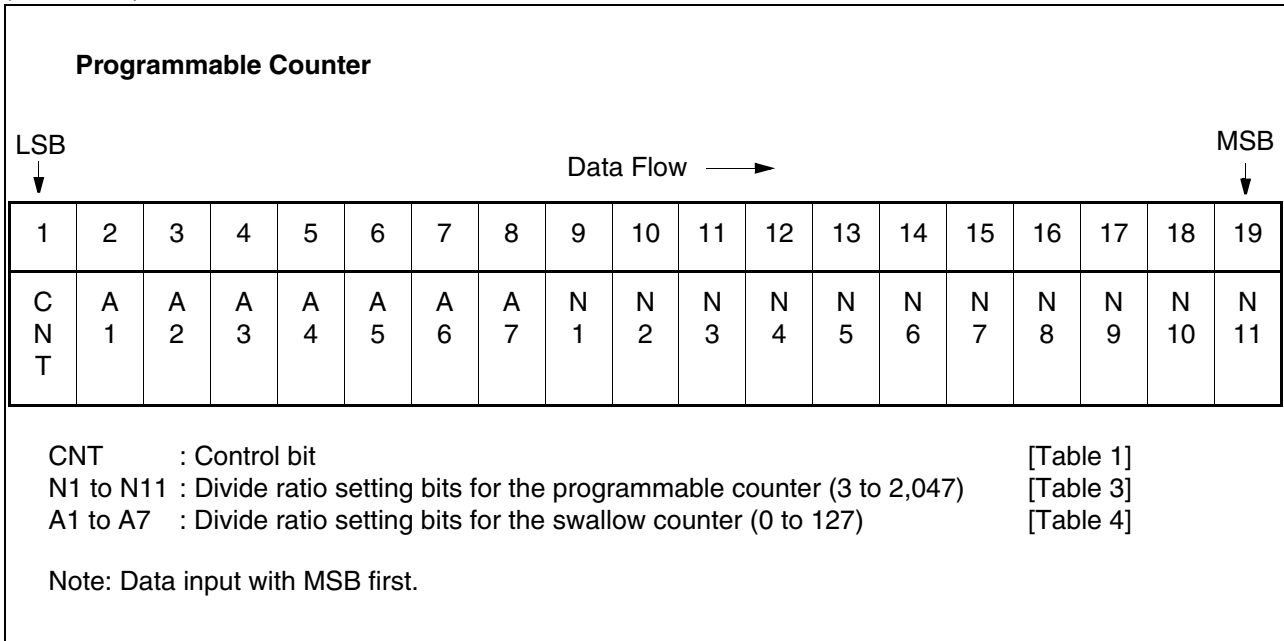 Programmable Counter
LSB
MSB
Data Flow
1 2 3 4 5 6 7 8 9 10 11 12 13 14 15 16 17 18 19
C A A A A A A A N N N N N N N N N N N
N 1 2 3 4 5 6 7 1 2 3 4 5 6 7 8 9 10 11
T
CNT : Control bit [Table 1]
N1 to N11 : Divide ratio setting bits for the programmable counter (3 to 2,047) [Table 3]
A1 to A7 : Divide ratio setting bits for the swallow counter (0 to 127) [Table 4]
Note: Data input with MSB first.